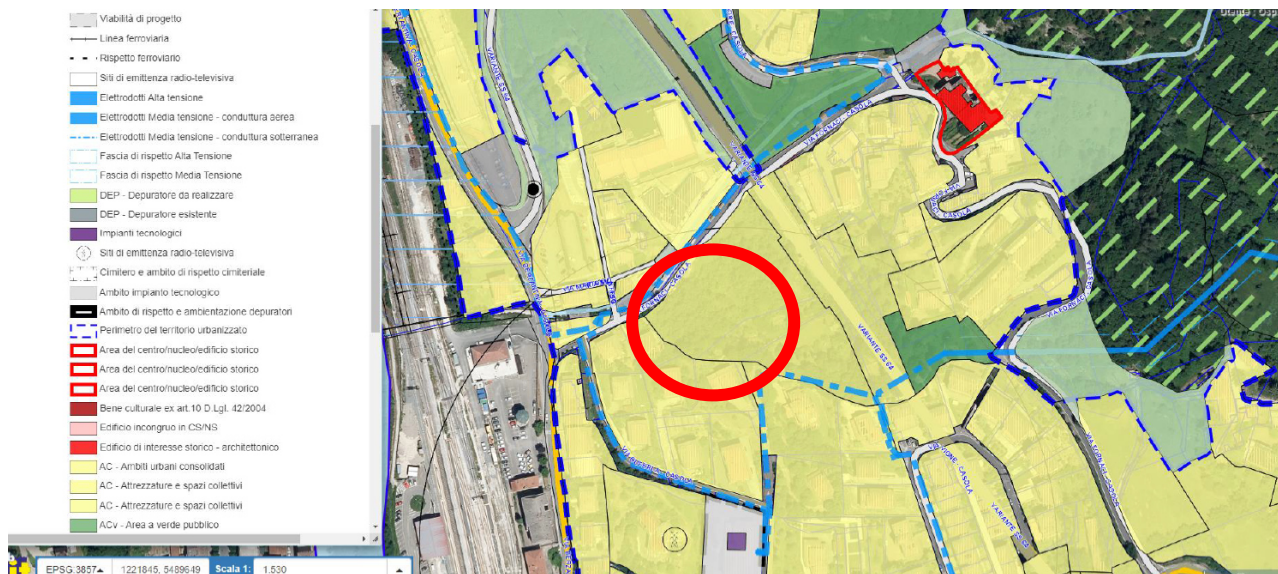 Viabilità di progetto
Linea ferroviaria
Rispetto ferroviario
Siti di emittenza radio-televisiva
Elettrodotti Alta tensione
Elettrodotti Media tensione - conduttura aerea
Elettrodotti Media tensione - conduttura sotterranea
Fascia di rispetto Alta Tensione
Fascia di rispetto Media Tensione
DEP - Depuratore da realizzare
DEP - Depuratore esistente
Impianti tecnologici
Siti di emittenza radio-televisiva
Cimitero e ambito di rispetto cimiteriale
Ambito impianto tecnologico
Ambito di rispetto e ambientazione depuratori
Perimetro del territorio urbanizzato
Area del centro/nucleo/edificio storico
Area del centro/nucleo/edificio storico
Area del centro/nucleo/edificio storico
Bene culturale ex art.10 D.Lgl. 42/2004
Edificio incongruo in CS/NS
Edificio di interesse storico - architettonico
AC - Ambiti urbani consolidati
AC - Attrezzature e spazi collettivi
AC - Attrezzature e spazi collettivi
ACv - Area a verde pubblico
EPSG:3857 1221845, 5489649 Scala 1: 1.530
VARIANTE SS 64
VARIANTE SS 64
VIA FORNACI - CASOLA
VARIANTE SS 64